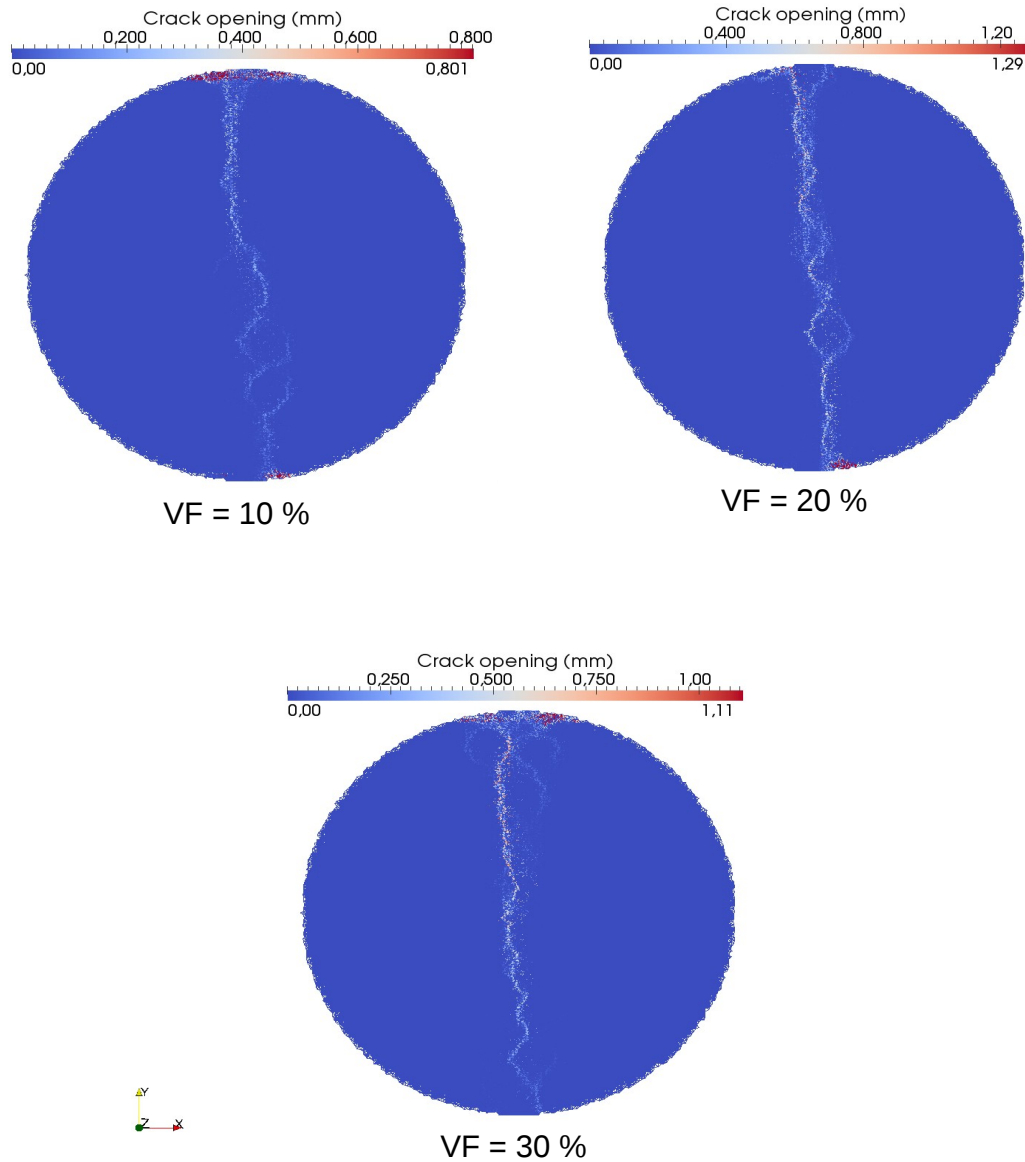 Crack opening (mm)
0,200 0,400 0,600 0,800
0,00 0,801
VF = 10 %
Crack opening (mm)
0,400 0,800 1,20
0,00 1,29
VF = 20 %
Crack opening (mm)
0,250 0,500 0,750 1,00
0,00 1,11
Y
Z X
VF = 30 %